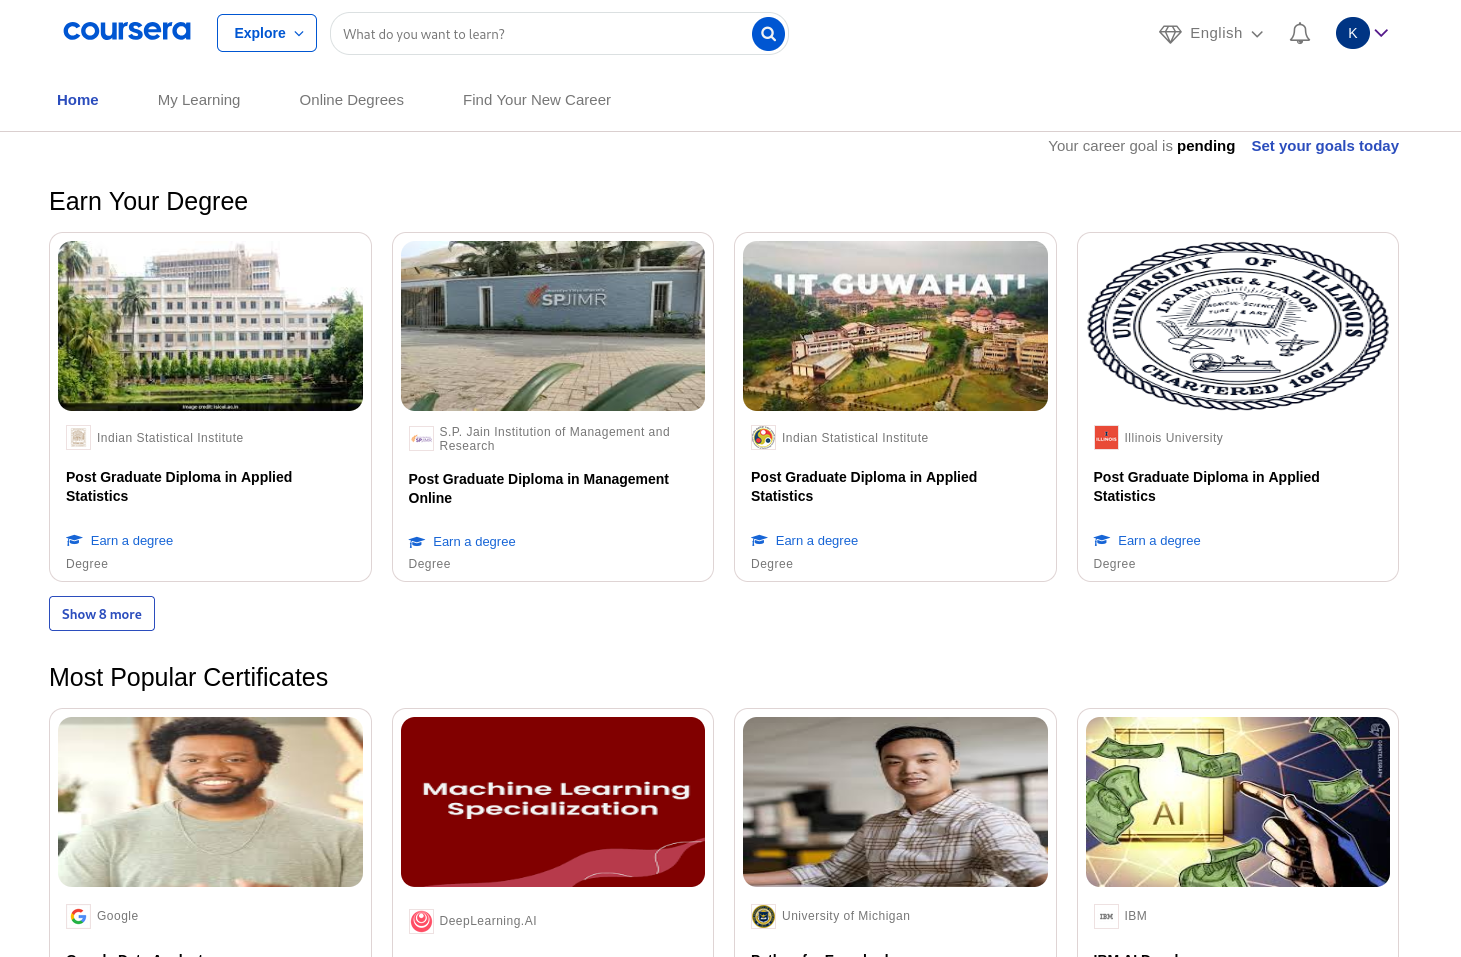 coursera
Explore
What do you want to learn?
English
K
Home
My Learning
Online Degrees
Find Your New Career
Your career goal is pending
Set your goals today
Earn Your Degree
Image credit: isical.ac.in
SPJIMR
IIT GUWAHATI
UNIVERSITY OF ILLINOIS
LEARNING & LABOR
AGRICUL SCIENCE
TURE & ART
CHARTERED 1867
Indian Statistical Institute
S.P. Jain Institution of Management and
Research
Indian Statistical Institute
ILLINOIS
Illinois University
Post Graduate Diploma in Applied
Statistics
Post Graduate Diploma in Management
Online
Post Graduate Diploma in Applied
Statistics
Post Graduate Diploma in Applied
Statistics
Earn a degree
Earn a degree
Earn a degree
Earn a degree
Degree
Degree
Degree
Degree
Show 8 more
Most Popular Certificates
Machine Learning
Specialization
AI
COINTELEGRAPH
Google
DeepLearning.AI
University of Michigan
IBM
IBM